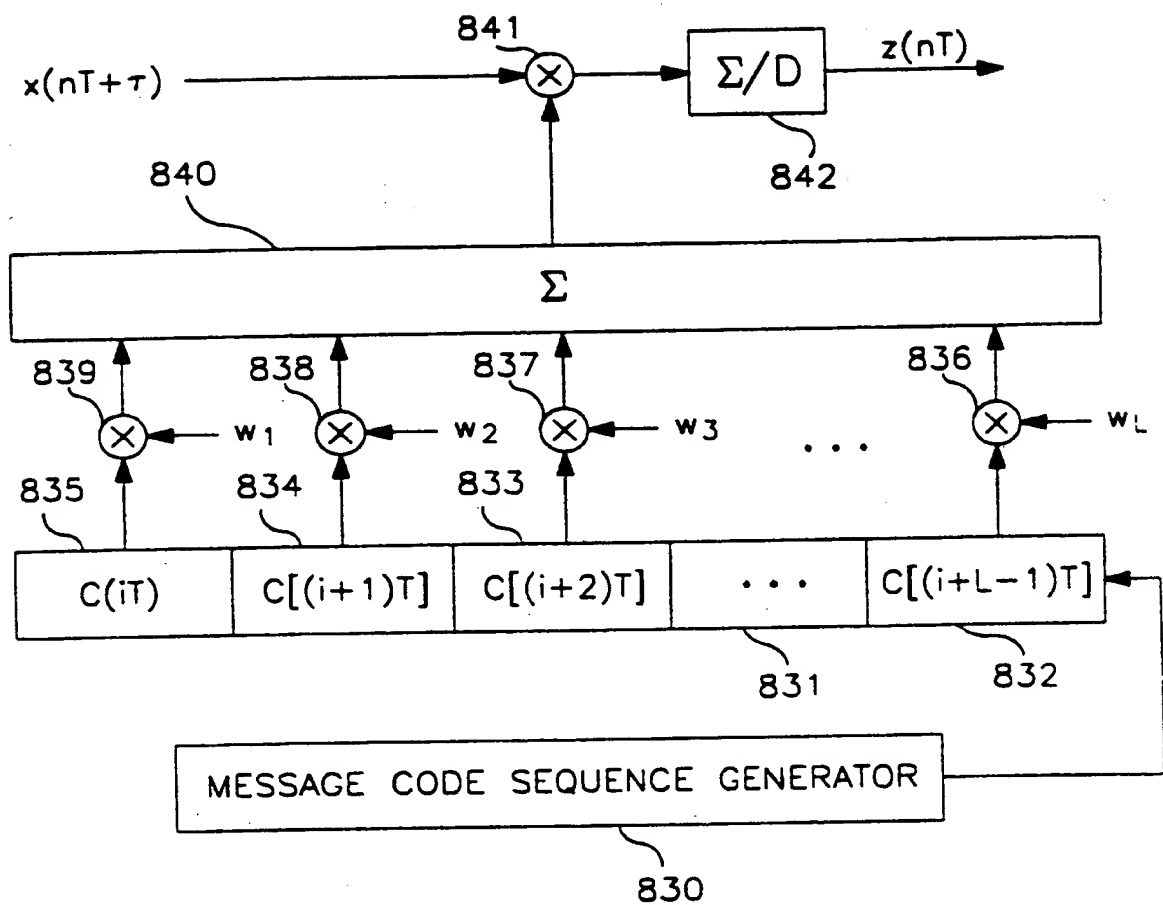 841
x(nT+τ)
Σ/D
z(nT)
842
840
Σ
839
838
837
836
w1
w2
w3
...
wL
835
834
833
C(iT)
C[(i+1)T]
C[(i+2)T]
...
C[(i+L-1)T]
831
832
MESSAGE CODE SEQUENCE GENERATOR
830